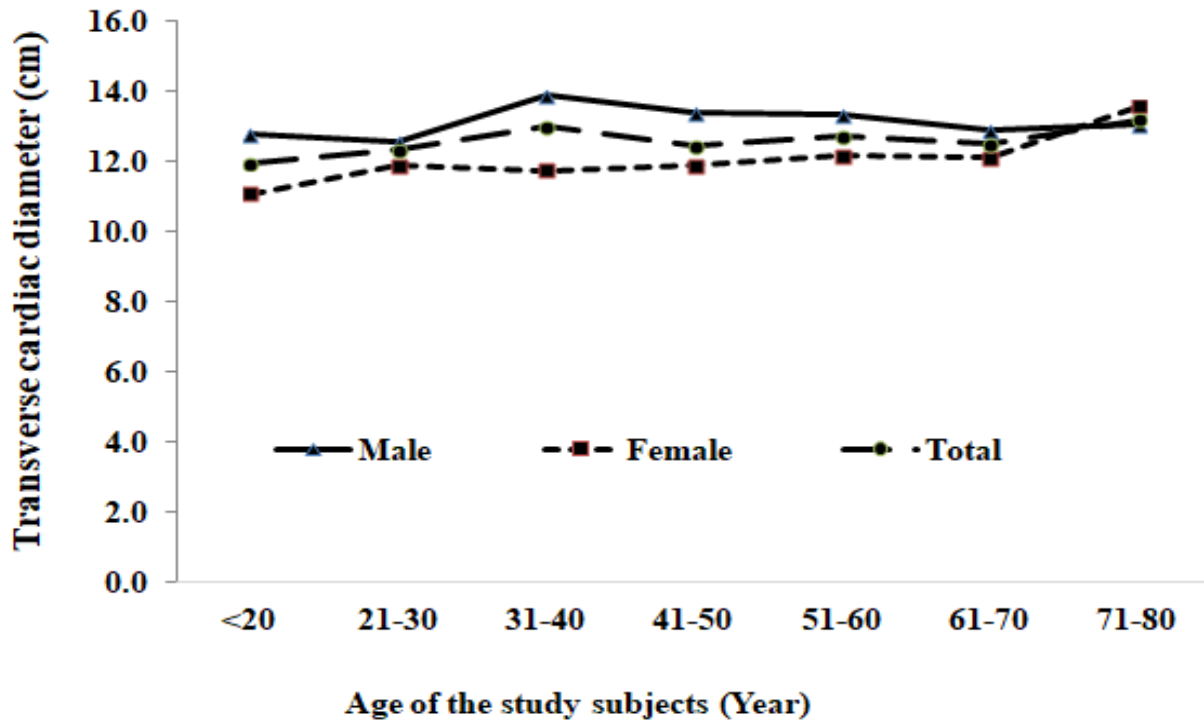 Transverse cardiac diameter (cm)
16.0
14.0
12.0
10.0
8.0
6.0
4.0
2.0
0.0
Male Female Total
<20 21-30 31-40 41-50 51-60 61-70 71-80
Age of the study subjects (Year)